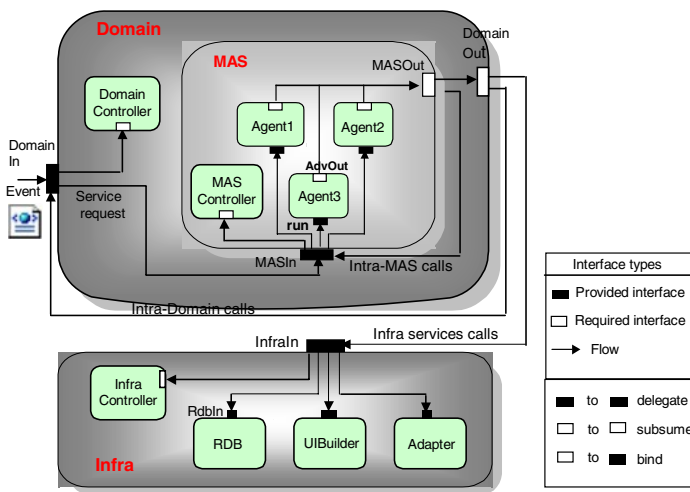 Domain
Domain
Out
MAS
MASOut
Domain
Controller
Agent1
Agent2
Domain
In
AdvOut
MAS
Controller
Agent3
Event
Service
request
run
MASIn
Intra-MAS calls
Intra-Domain calls
Interface types
Provided interface
Required interface
Flow
to delegate
to subsume
to bind
InfraIn
Infra services calls
Infra
Controller
RdbIn
RDB
UIBuilder
Adapter
Infra